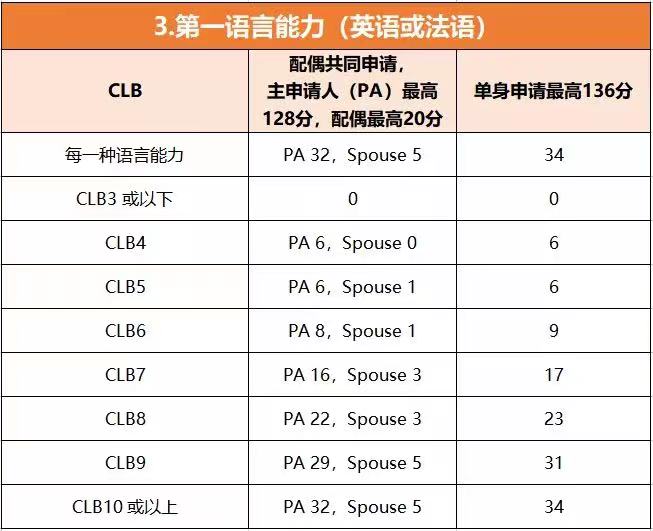 3.第一语言能力（英语或法语）
CLB
配偶共同申请，
主申请人（PA）最高
128分，配偶最高20分
单身申请最高136分
每一种语言能力
PA 32，Spouse 5
34
CLB3 或以下
0
0
CLB4
PA 6，Spouse 0
6
CLB5
PA 6，Spouse 1
6
CLB6
PA 8，Spouse 1
9
CLB7
PA 16，Spouse 3
17
CLB8
PA 22，Spouse 3
23
CLB9
PA 29，Spouse 5
31
CLB10 或以上
PA 32，Spouse 5
34